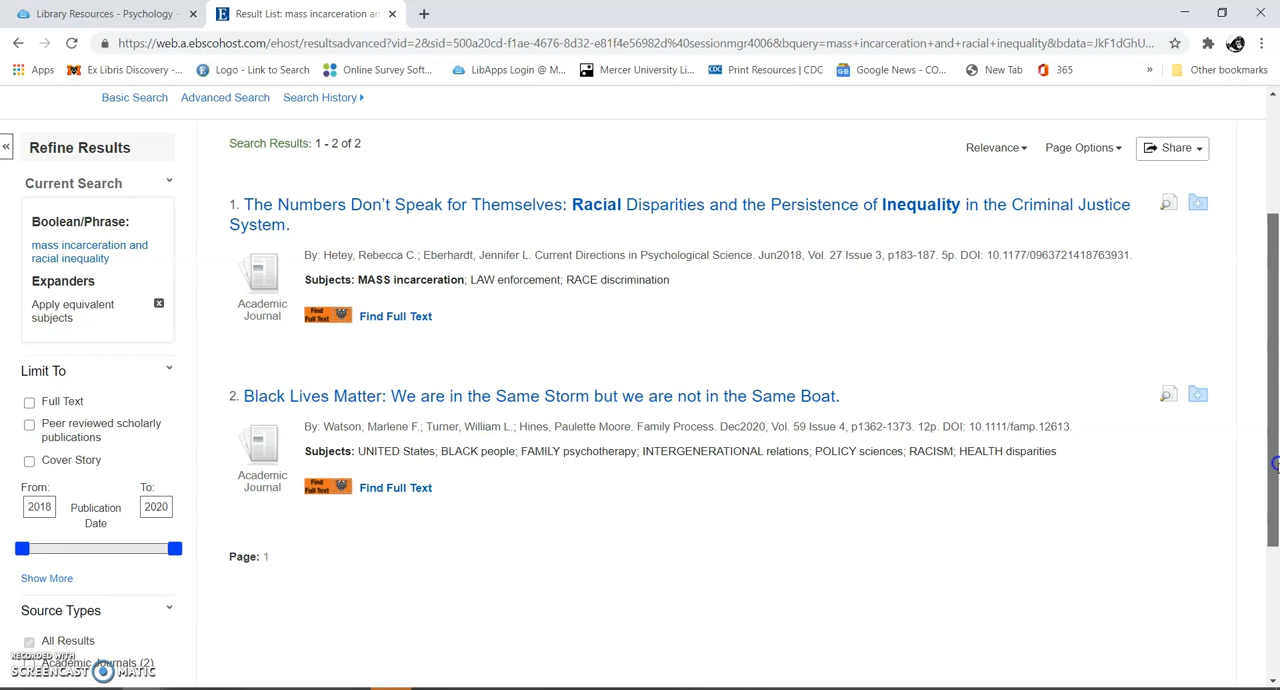 Library Resources - Psychology
Result List: mass incarceration an
https://web.a.ebscohost.com/ehost/resultsadvanced?vid=2&sid=500a20cd-f1ae-4676-8d32-e81f4e56982d%40sessionmgr4006&bquery=mass+incarceration+and+racial+inequality&bdata=JkF1dGhU...
Apps
Ex Libris Discovery -...
Logo - Link to Search
Online Survey Soft...
LibApps Login @ M...
Mercer University Li...
CDC Print Resources | CDC
Google News - CO...
New Tab
365
»
Other bookmarks
Basic Search Advanced Search Search History
«
Refine Results
Current Search
Boolean/Phrase:
mass incarceration and
racial inequality
Expanders
Apply equivalent
subjects
Limit To
Full Text
Peer reviewed scholarly
publications
Cover Story
From: To:
2018 Publication 2020
Date
Show More
Source Types
All Results
Academic Journals (2)
RECORDED WITH
SCREENCAST MATIC
Search Results: 1 - 2 of 2
Relevance Page Options Share
1. The Numbers Don't Speak for Themselves: Racial Disparities and the Persistence of Inequality in the Criminal Justice
System.
By: Hetey, Rebecca C.; Eberhardt, Jennifer L. Current Directions in Psychological Science. Jun2018, Vol. 27 Issue 3, p183-187. 5p. DOI: 10.1177/0963721418763931.
Subjects: MASS incarceration; LAW enforcement; RACE discrimination
Academic
Journal
Find
Full Text
Find Full Text
2. Black Lives Matter: We are in the Same Storm but we are not in the Same Boat.
By: Watson, Marlene F.; Turner, William L.; Hines, Paulette Moore. Family Process. Dec2020, Vol. 59 Issue 4, p1362-1373. 12p. DOI: 10.1111/famp.12613.
Subjects: UNITED States; BLACK people; FAMILY psychotherapy; INTERGENERATIONAL relations; POLICY sciences; RACISM; HEALTH disparities
Academic
Journal
Find
Full Text
Find Full Text
Page: 1